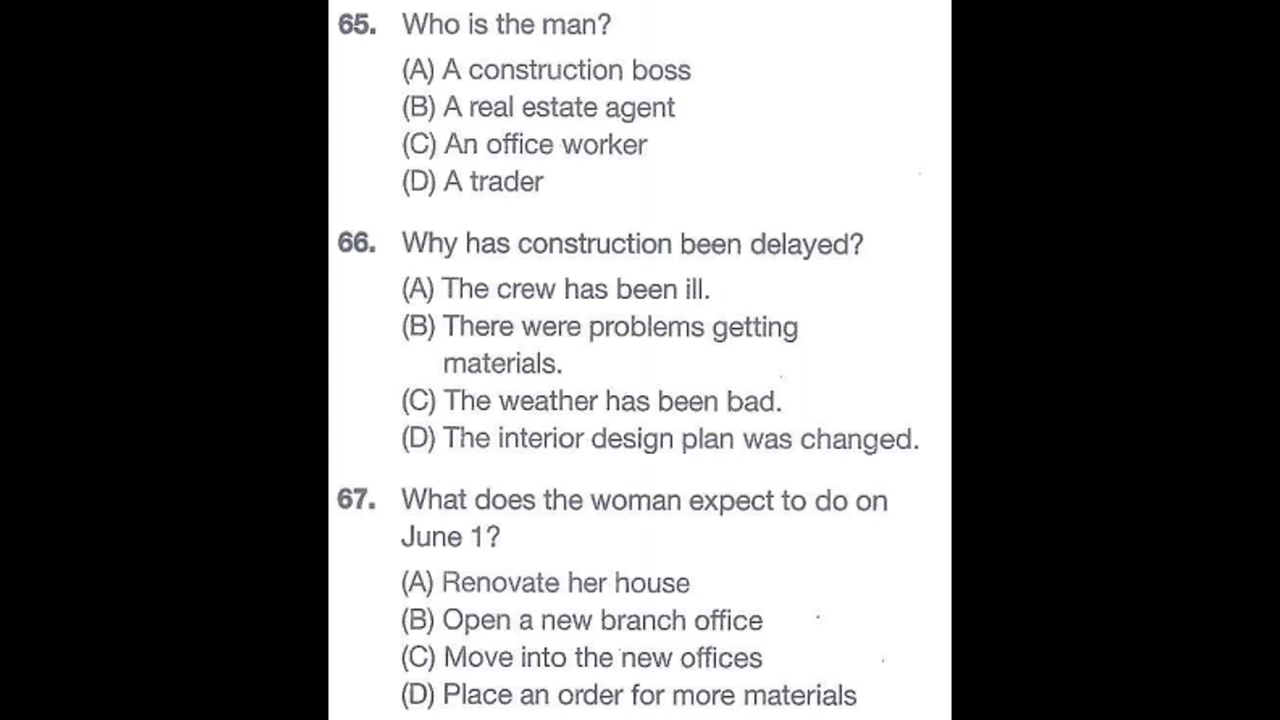 65. Who is the man?
(A) A construction boss
(B) A real estate agent
(C) An office worker
(D) A trader
66. Why has construction been delayed?
(A) The crew has been ill.
(B) There were problems getting
materials.
(C) The weather has been bad.
(D) The interior design plan was changed.
67. What does the woman expect to do on
June 1?
(A) Renovate her house
(B) Open a new branch office
(C) Move into the new offices
(D) Place an order for more materials